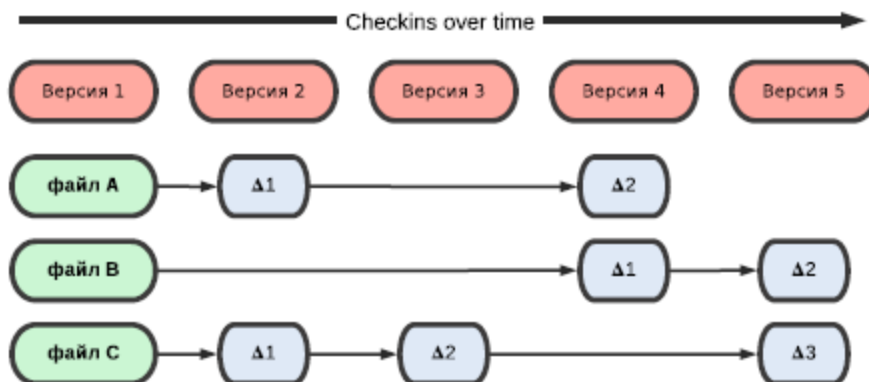 Checkins over time
Версия 1 Версия 2 Версия 3 Версия 4 Версия 5
файл A Δ1 Δ2
файл B Δ1 Δ2
файл C Δ1 Δ2 Δ3